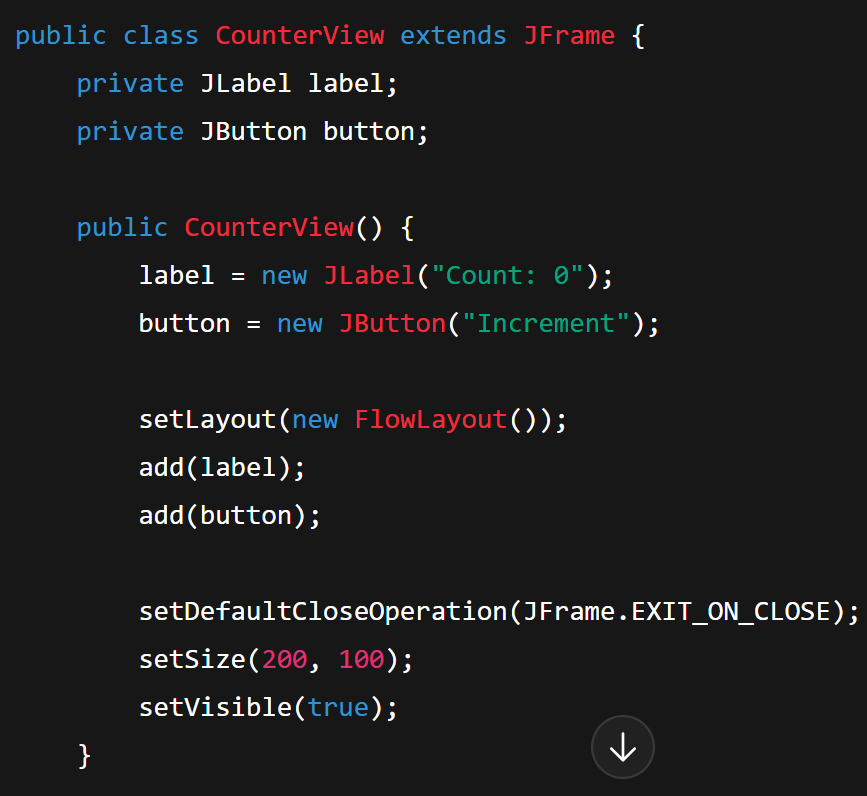 public class CounterView extends JFrame {
    private JLabel label;
    private JButton button;

    public CounterView() {
        label = new JLabel("Count: 0");
        button = new JButton("Increment");

        setLayout(new FlowLayout());
        add(label);
        add(button);

        setDefaultCloseOperation(JFrame.EXIT_ON_CLOSE);
        setSize(200, 100);
        setVisible(true);
    }